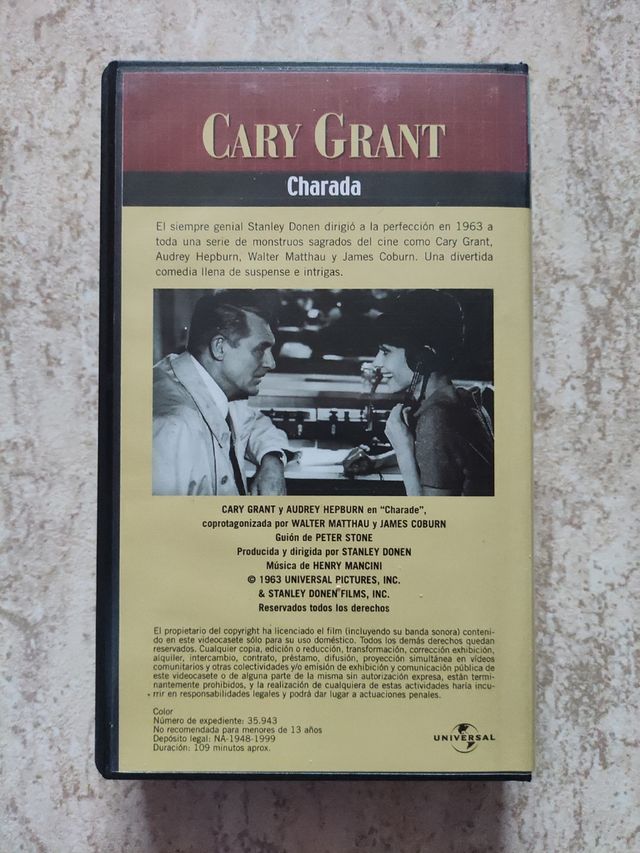 CARY GRANT
Charada
El siempre genial Stanley Donen dirigió a la perfección en 1963 a
toda una serie de monstruos sagrados del cine como Cary Grant,
Audrey Hepburn, Walter Matthau y James Coburn. Una divertida
comedia llena de suspense e intrigas.
CARY GRANT y AUDREY HEPBURN en “Charade”,
coprotagonizada por WALTER MATTHAU y JAMES COBURN
Guión de PETER STONE
Producida y dirigida por STANLEY DONEN
Música de HENRY MANCINI
© 1963 UNIVERSAL PICTURES, INC.
& STANLEY DONEN FILMS, INC.
Reservados todos los derechos
El propietario del copyright ha licenciado el film (incluyendo su banda sonora) conteni-
do en este videocasete sólo para su uso doméstico. Todos los demás derechos quedan
reservados. Cualquier copia, edición o reducción, transformación, corrección exhibición,
alquiler, intercambio, contrato, préstamo, difusión, proyección simultánea en vídeos
comunitarios y otras colectividades y/o emisión de exhibición y comunicación pública de
este videocasete o de alguna parte de la misma sin autorización expresa, están termi-
nantemente prohibidos, y la realización de cualquiera de estas actividades haría incu-
rrir en responsabilidades legales y podrá dar lugar a actuaciones penales.
Color
Número de expediente: 35.943
No recomendada para menores de 13 años
Depósito legal: NA-1948-1999
Duración: 109 minutos aprox.
UNIVERSAL